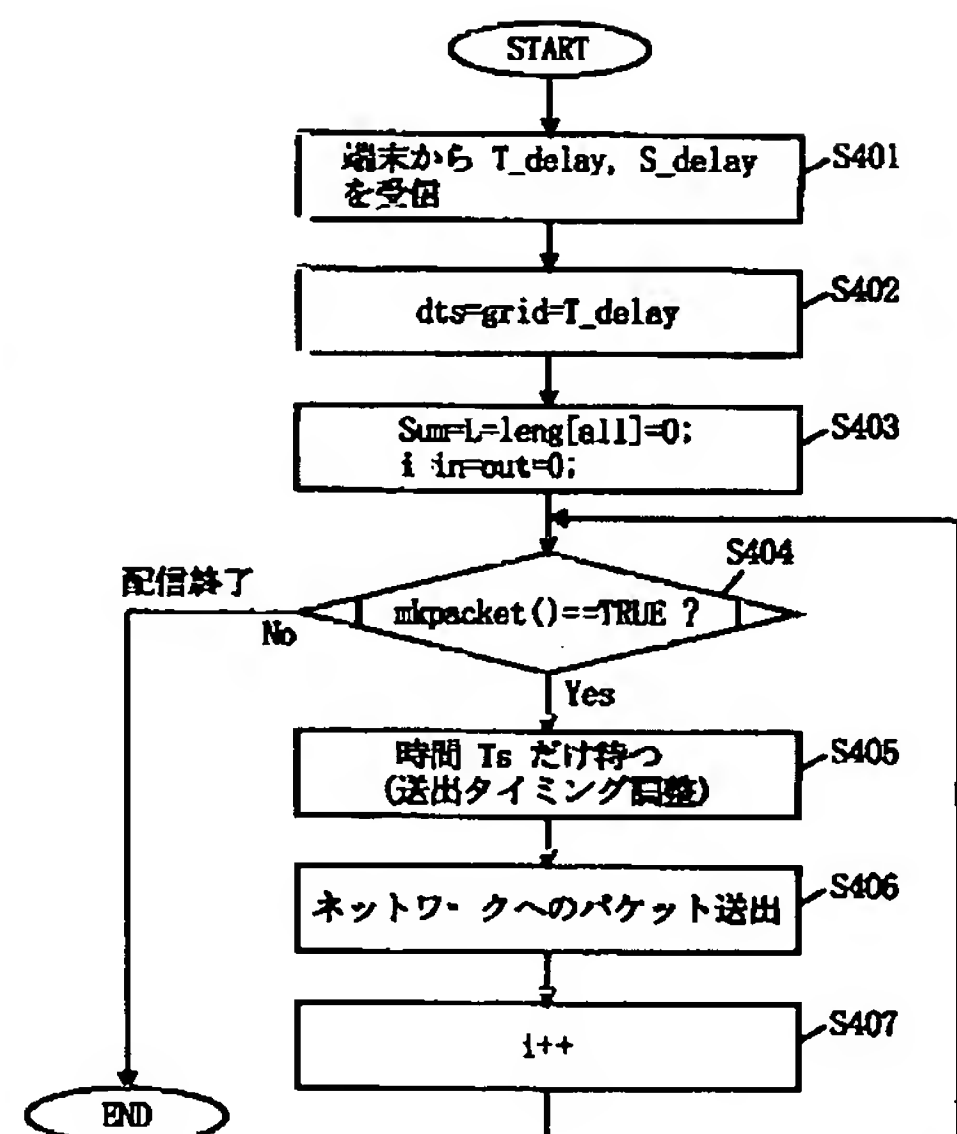 START
端末から T_delay, S_delay
を受信
S401
dts=grid=T_delay
S402
Sum=L=leng[all]=0;
i in=out=0;
S403
S404
mkpacket()==TRUE ?
配信終了
No
Yes
時間 Ts だけ待つ
(送出タイミング調整)
S405
ネットワークへのパケット送出
S406
i++
S407
END